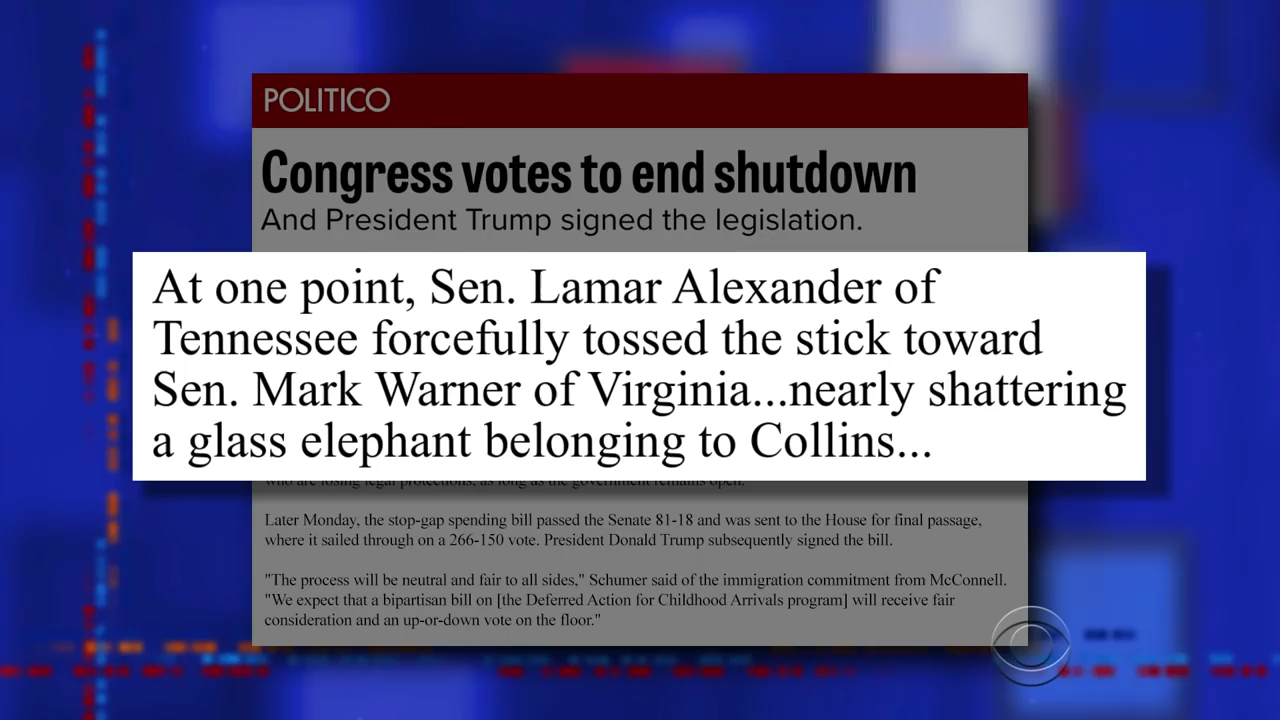 POLITICO
Congress votes to end shutdown
And President Trump signed the legislation.
At one point, Sen. Lamar Alexander of
Tennessee forcefully tossed the stick toward
Sen. Mark Warner of Virginia...nearly shattering
a glass elephant belonging to Collins...
who are losing legal protections, as long as the government remains open.
Later Monday, the stop-gap spending bill passed the Senate 81-18 and was sent to the House for final passage,
where it sailed through on a 266-150 vote. President Donald Trump subsequently signed the bill.
"The process will be neutral and fair to all sides," Schumer said of the immigration commitment from McConnell.
"We expect that a bipartisan bill on [the Deferred Action for Childhood Arrivals program] will receive fair
consideration and an up-or-down vote on the floor."